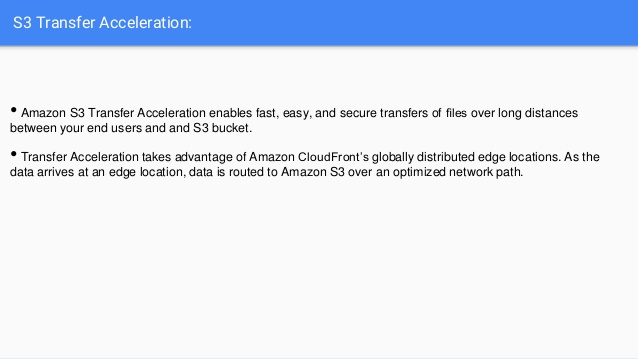 S3 Transfer Acceleration:
• Amazon S3 Transfer Acceleration enables fast, easy, and secure transfers of files over long distances
between your end users and and S3 bucket.
• Transfer Acceleration takes advantage of Amazon CloudFront's globally distributed edge locations. As the
data arrives at an edge location, data is routed to Amazon S3 over an optimized network path.